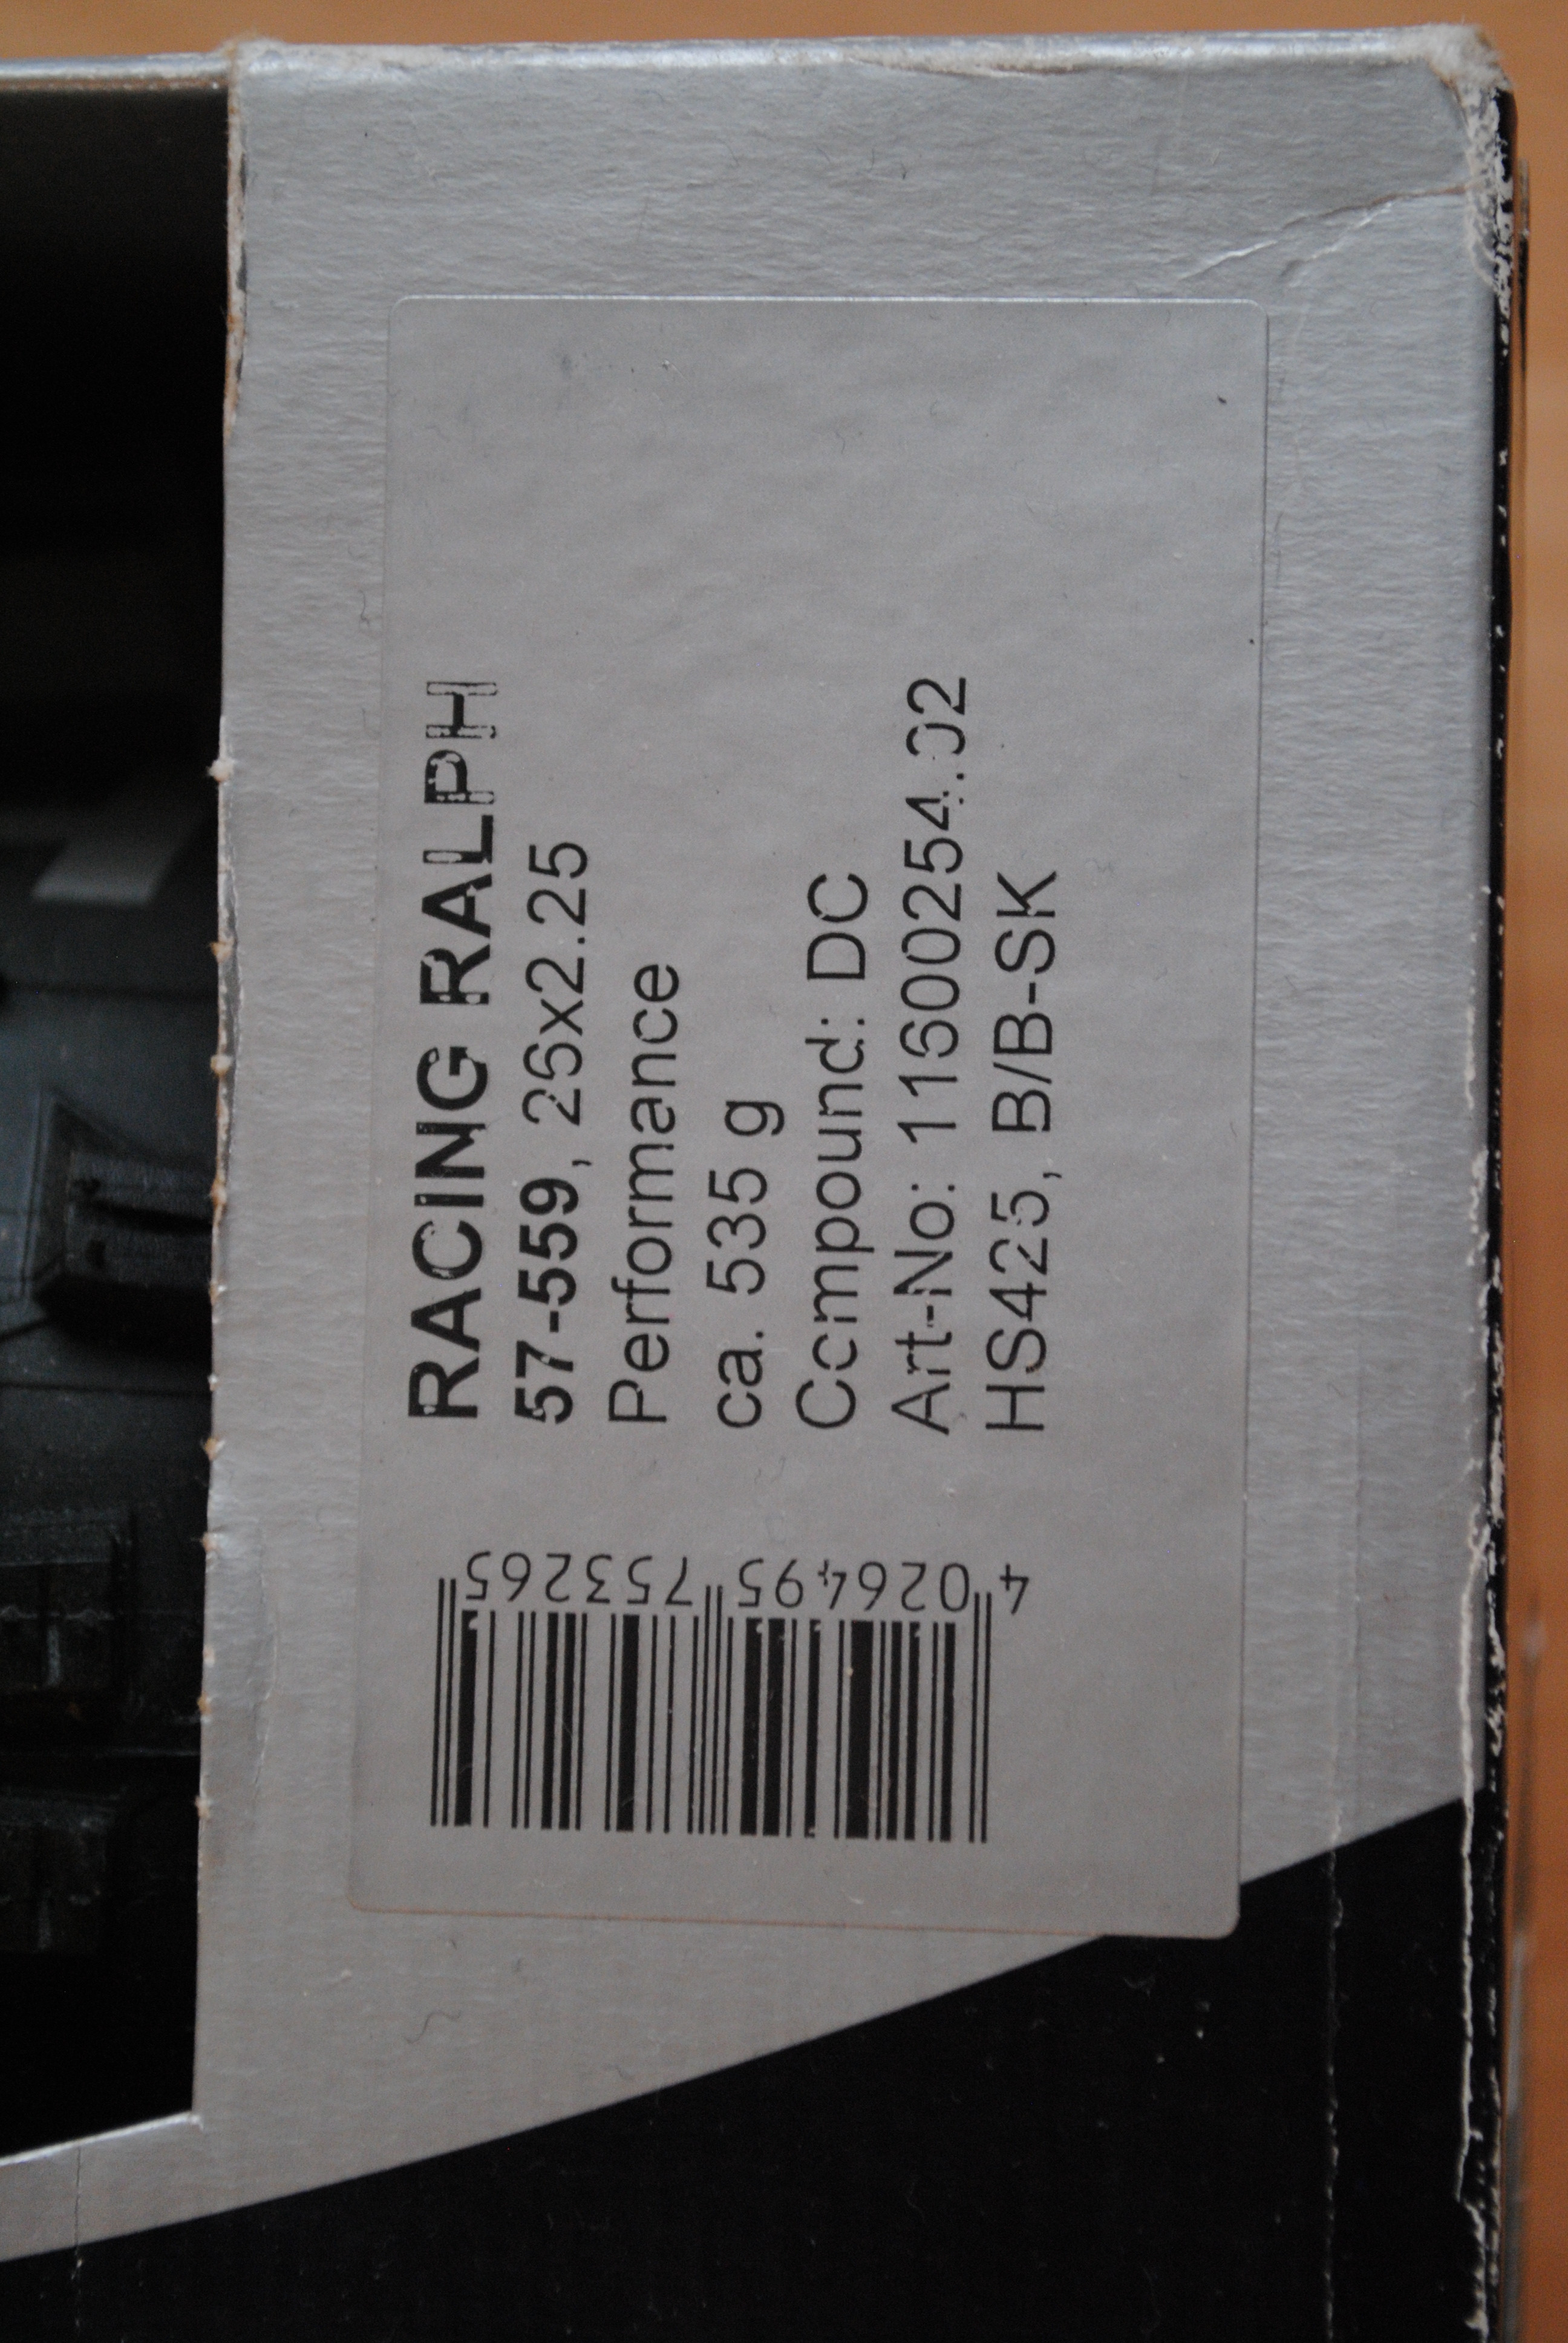 RACING RALPH
57-559, 26x2.25
Performance
ca. 535 g
Compound: DC
Art-No: 11600254.02
HS425, B/B-SK
4 026495 753265